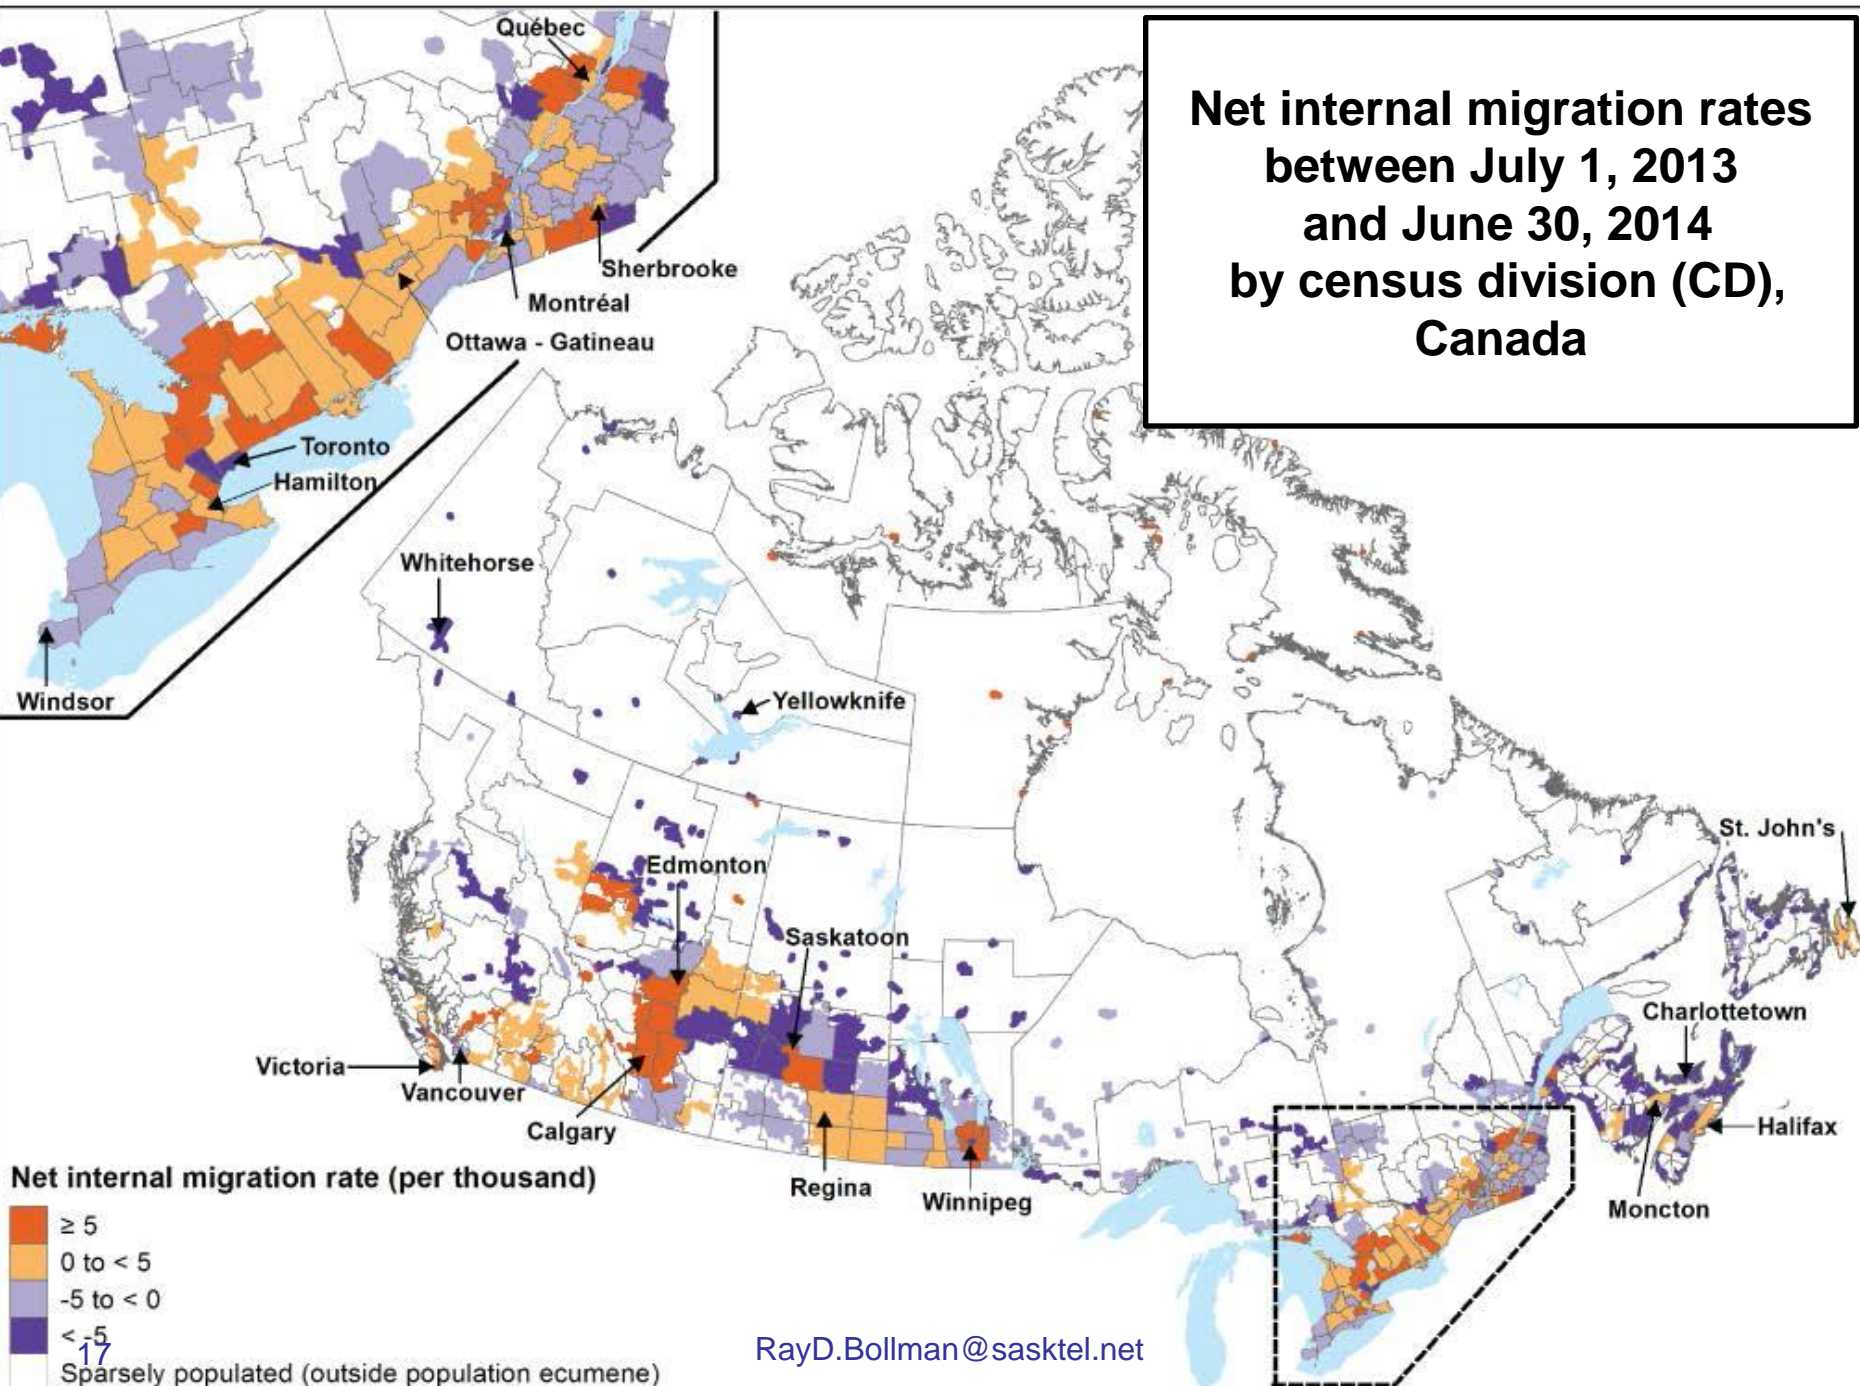 Net internal migration rates
between July 1, 2013
and June 30, 2014
by census division (CD),
Canada
Québec
Sherbrooke
Montréal
Ottawa - Gatineau
Toronto
Hamilton
Windsor
Whitehorse
Yellowknife
Edmonton
Saskatoon
St. John's
Charlottetown
Victoria
Vancouver
Calgary
Halifax
Regina
Winnipeg
Moncton
Net internal migration rate (per thousand)
≥ 5
0 to < 5
-5 to < 0
< -5
Sparsely populated (outside population ecumene)
17
RayD.Bollman@sasktel.net